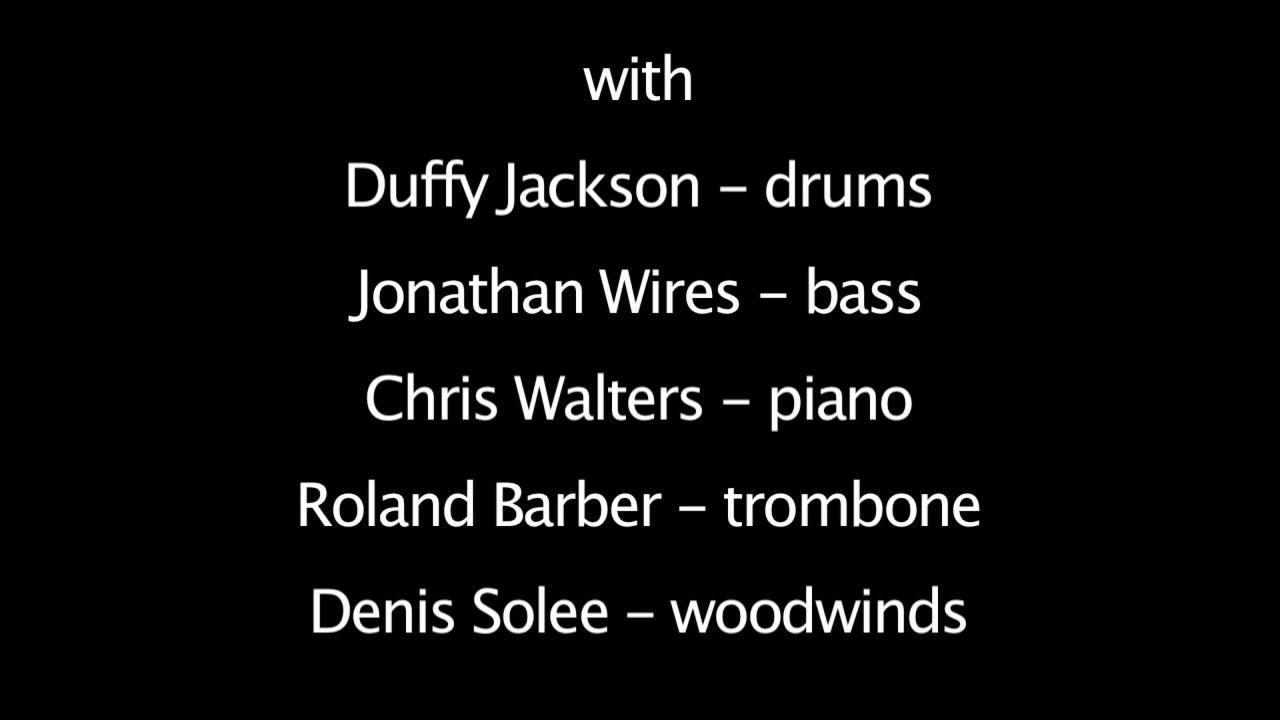 with
Duffy Jackson – drums
Jonathan Wires – bass
Chris Walters – piano
Roland Barber – trombone
Denis Solee – woodwinds